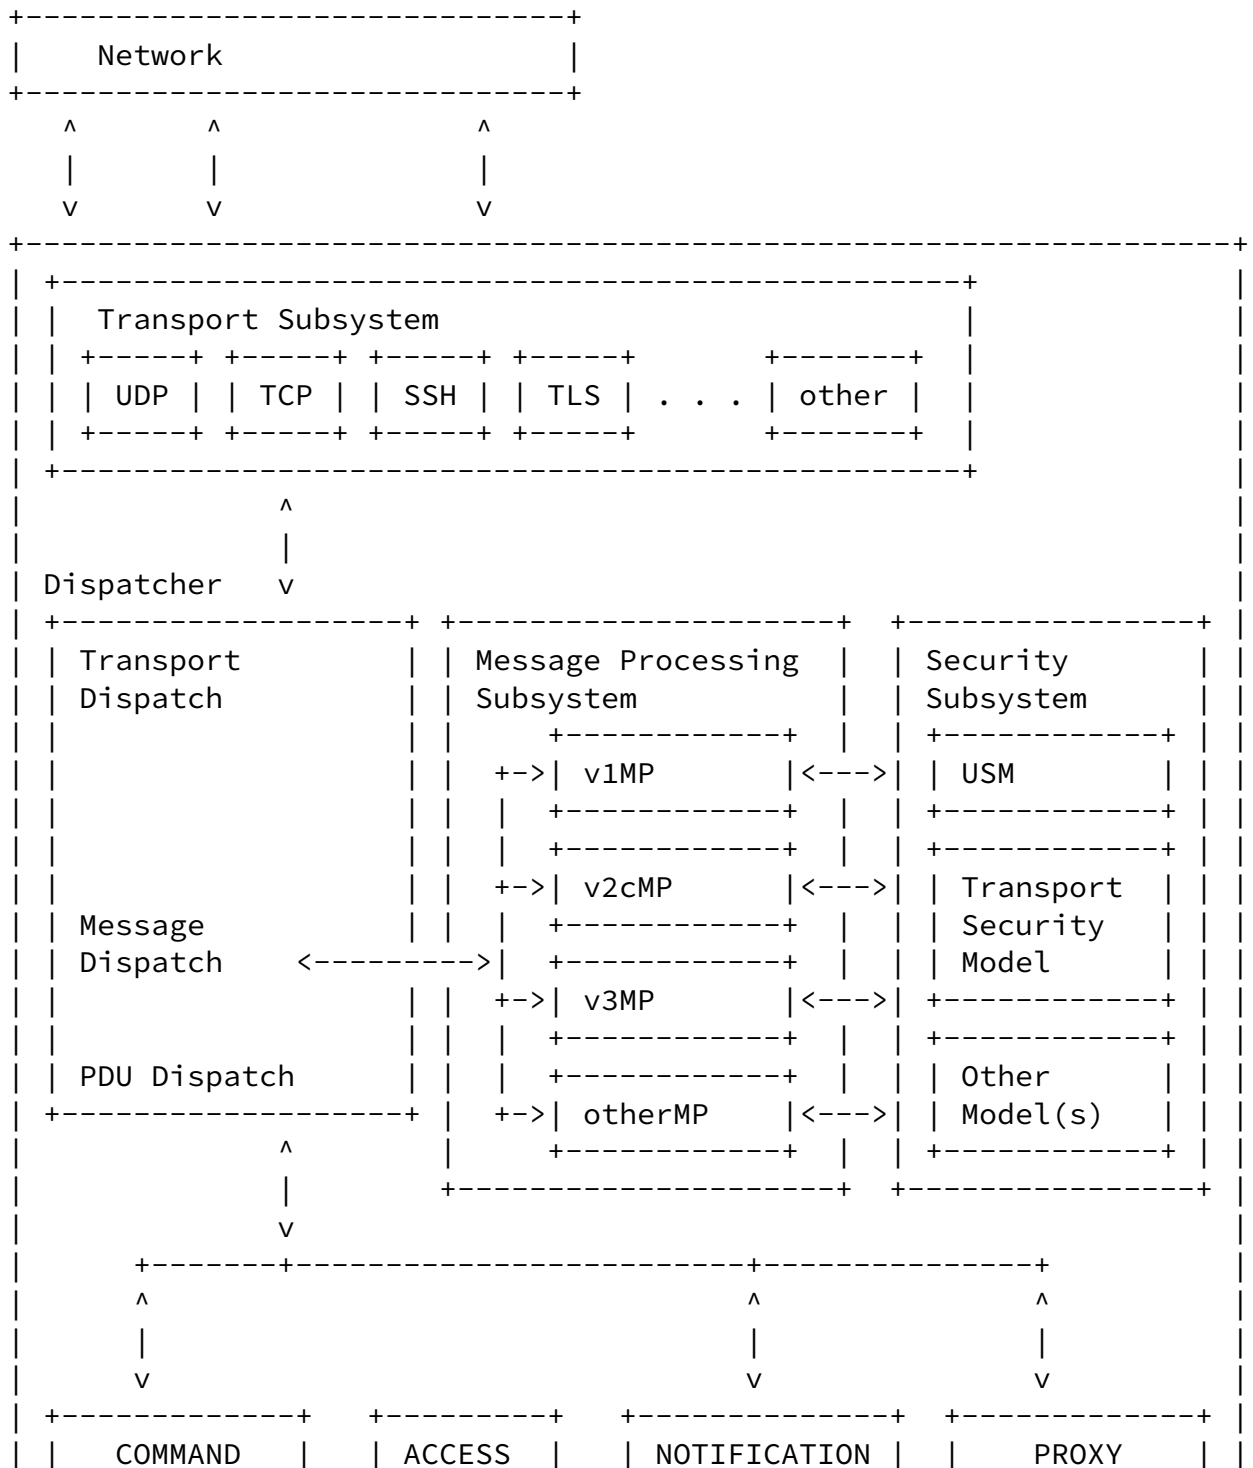 Network
Transport Subsystem
UDP TCP SSH TLS . . . other
Dispatcher
Transport Message Processing Security
Dispatch Subsystem Subsystem
v1MP USM
v2cMP Transport
Message Security
Dispatch Model
v3MP
PDU Dispatch Other
otherMP Model(s)
COMMAND ACCESS NOTIFICATION PROXY